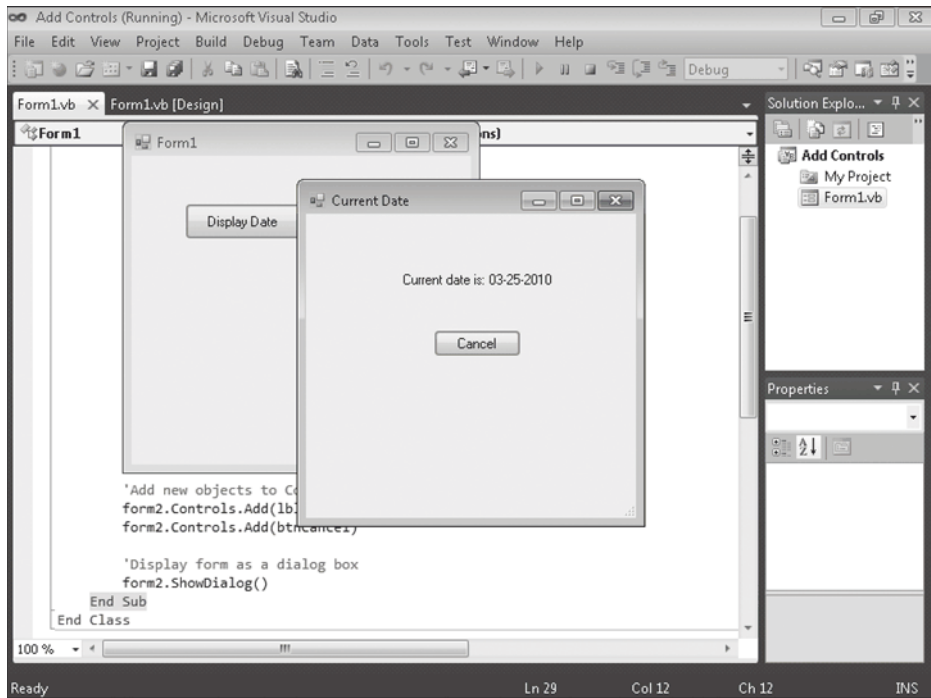 Add Controls (Running) - Microsoft Visual Studio
File Edit View Project Build Debug Team Data Tools Test Window Help
Debug
Form1.vb Form1.vb [Design]
Solution Explo...
Form1
ons)
Add Controls
My Project
Form1.vb
Form1
Display Date
Current Date
Current date is: 03-25-2010
Cancel
Properties
'Add new objects to Co
form2.Controls.Add(lbl
form2.Controls.Add(btnCancel)
'Display form as a dialog box
form2.ShowDialog()
End Sub
End Class
100 %
Ready Ln 29 Col 12 Ch 12 INS